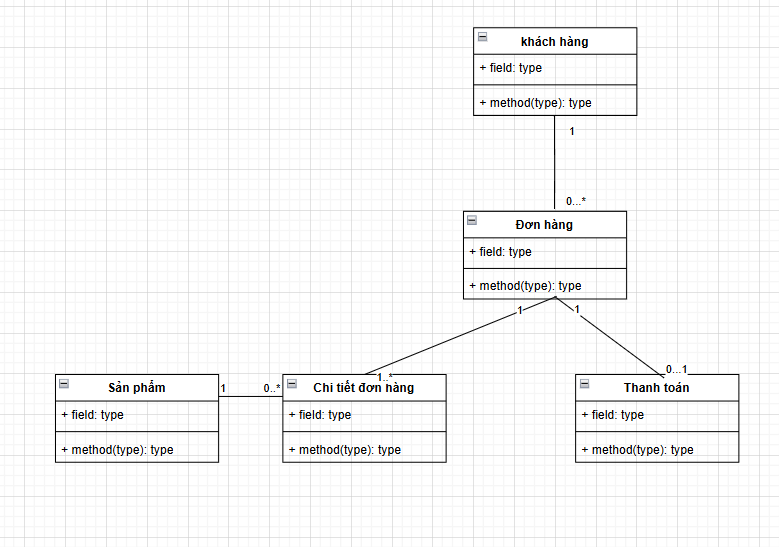 khách hàng
+ field: type
+ method(type): type
1
0...*
Đơn hàng
+ field: type
+ method(type): type
1
1
1..*
0...1
Sản phẩm
+ field: type
+ method(type): type
1
0..*
Chi tiết đơn hàng
+ field: type
+ method(type): type
Thanh toán
+ field: type
+ method(type): type